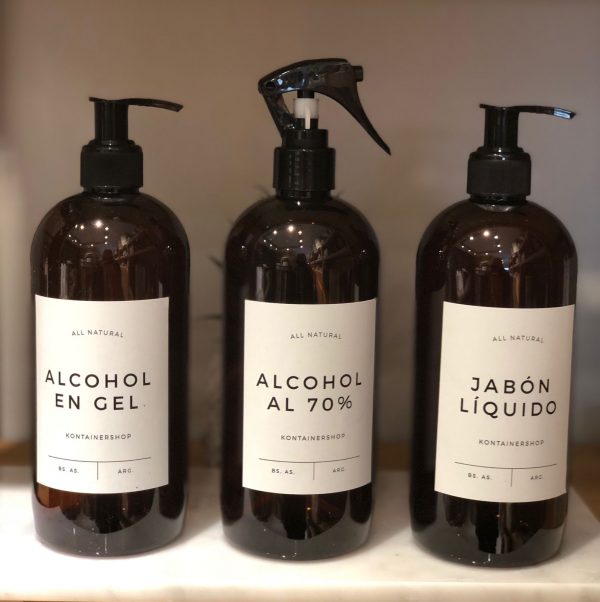 ALL NATURAL
ALCOHOL
EN GEL
KONTAINERSHOP
BS. AS. ARG.
ALL NATURAL
ALCOHOL
AL 70%
KONTAINERSHOP
BS. AS. ARG.
ALL NATURAL
JABÓN
LÍQUIDO
KONTAINERSHOP
BS. AS. ARG.